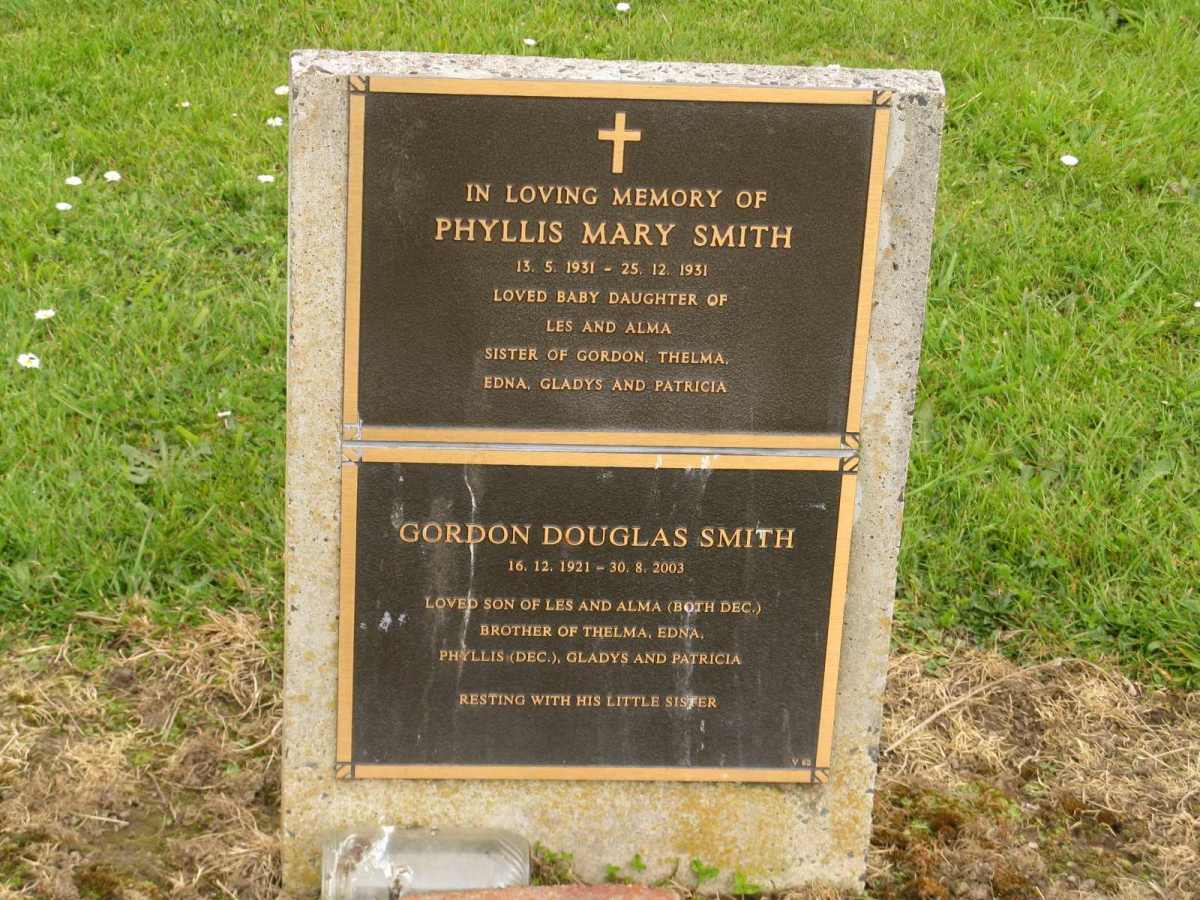 IN LOVING MEMORY OF
PHYLLIS MARY SMITH
13. 5. 1931 – 25. 12. 1931
LOVED BABY DAUGHTER OF
LES AND ALMA
SISTER OF GORDON, THELMA,
EDNA, GLADYS AND PATRICIA
GORDON DOUGLAS SMITH
16. 12. 1921 – 30. 8. 2003
LOVED SON OF LES AND ALMA (BOTH DEC.)
BROTHER OF THELMA, EDNA,
PHYLLIS (DEC.), GLADYS AND PATRICIA
RESTING WITH HIS LITTLE SISTER